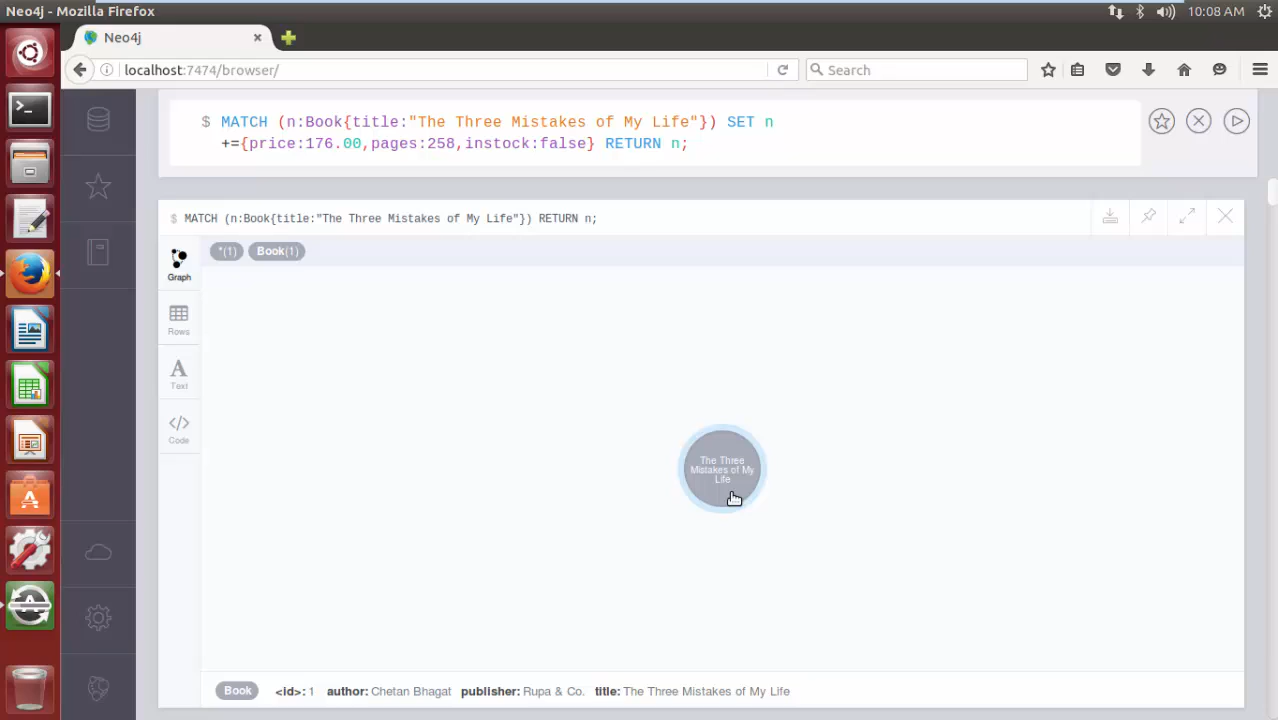 Neo4j - Mozilla Firefox
10:08 AM
Neo4j
localhost:7474/browser/
Search
$ MATCH (n:Book{title:"The Three Mistakes of My Life"}) SET n
+={price:176.00,pages:258,instock:false} RETURN n;
$ MATCH (n:Book{title:"The Three Mistakes of My Life"}) RETURN n;
*(1) Book(1)
Graph
Rows
A
Text
</>
Code
The Three
Mistakes of My
Life
Book <id>: 1 author: Chetan Bhagat publisher: Rupa & Co. title: The Three Mistakes of My Life